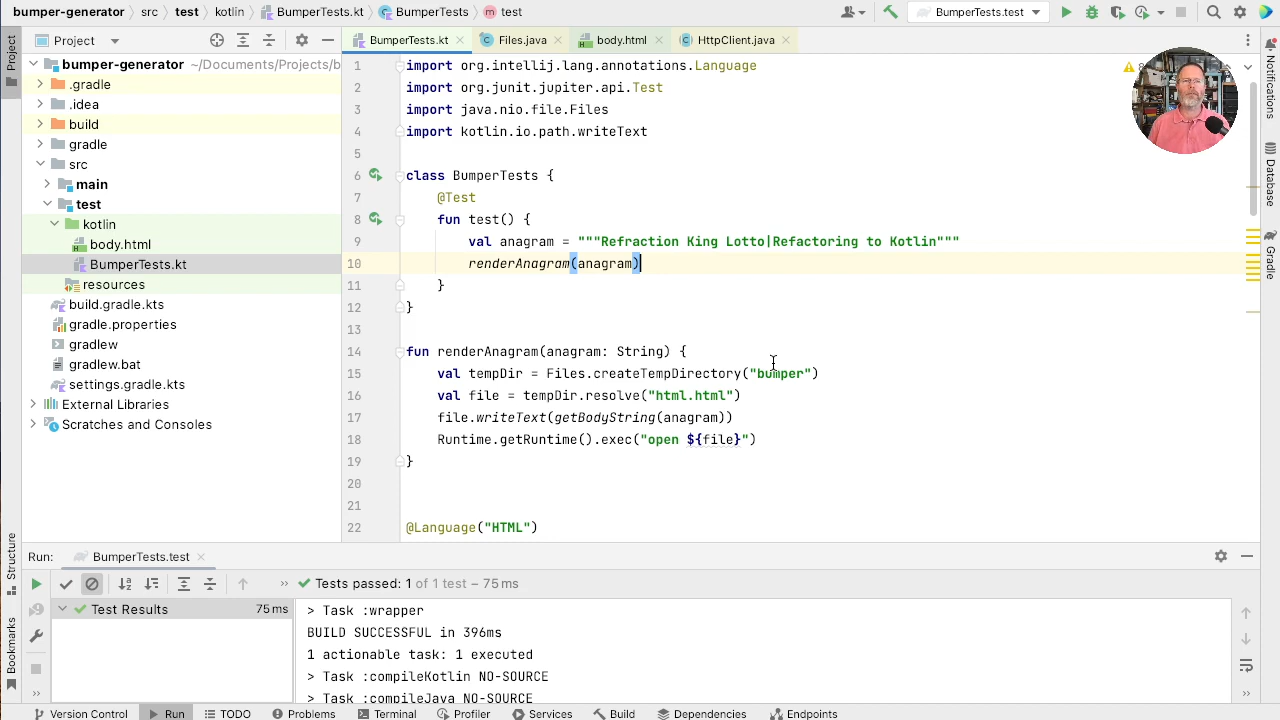 bumper-generator src test kotlin BumperTests.kt BumperTests test BumperTests.test
Project BumperTests.kt Files.java body.html HttpClient.java
Project
Structure
Bookmarks
bumper-generator ~/Documents/Projects/b
.gradle
.idea
build
gradle
src
main
test
kotlin
body.html
BumperTests.kt
resources
build.gradle.kts
gradle.properties
gradlew
gradlew.bat
settings.gradle.kts
External Libraries
Scratches and Consoles
1 import org.intellij.lang.annotations.Language
2 import org.junit.jupiter.api.Test
3 import java.nio.file.Files
4 import kotlin.io.path.writeText
5
6 class BumperTests {
7 @Test
8 fun test() {
9 val anagram = """Refraction King Lotto|Refactoring to Kotlin"""
10 renderAnagram(anagram)
11 }
12 }
13
14 fun renderAnagram(anagram: String) {
15 val tempDir = Files.createTempDirectory("bumper")
16 val file = tempDir.resolve("html.html")
17 file.writeText(getBodyString(anagram))
18 Runtime.getRuntime().exec("open ${file}")
19 }
20
21
22 @Language("HTML")
8
Notifications
Database
Gradle
Run: BumperTests.test
Tests passed: 1 of 1 test – 75 ms
Test Results 75 ms
> Task :wrapper
BUILD SUCCESSFUL in 396ms
1 actionable task: 1 executed
> Task :compileKotlin NO-SOURCE
> Task :compileJava NO-SOURCE
Version Control Run TODO Problems Terminal Profiler Services Build Dependencies Endpoints